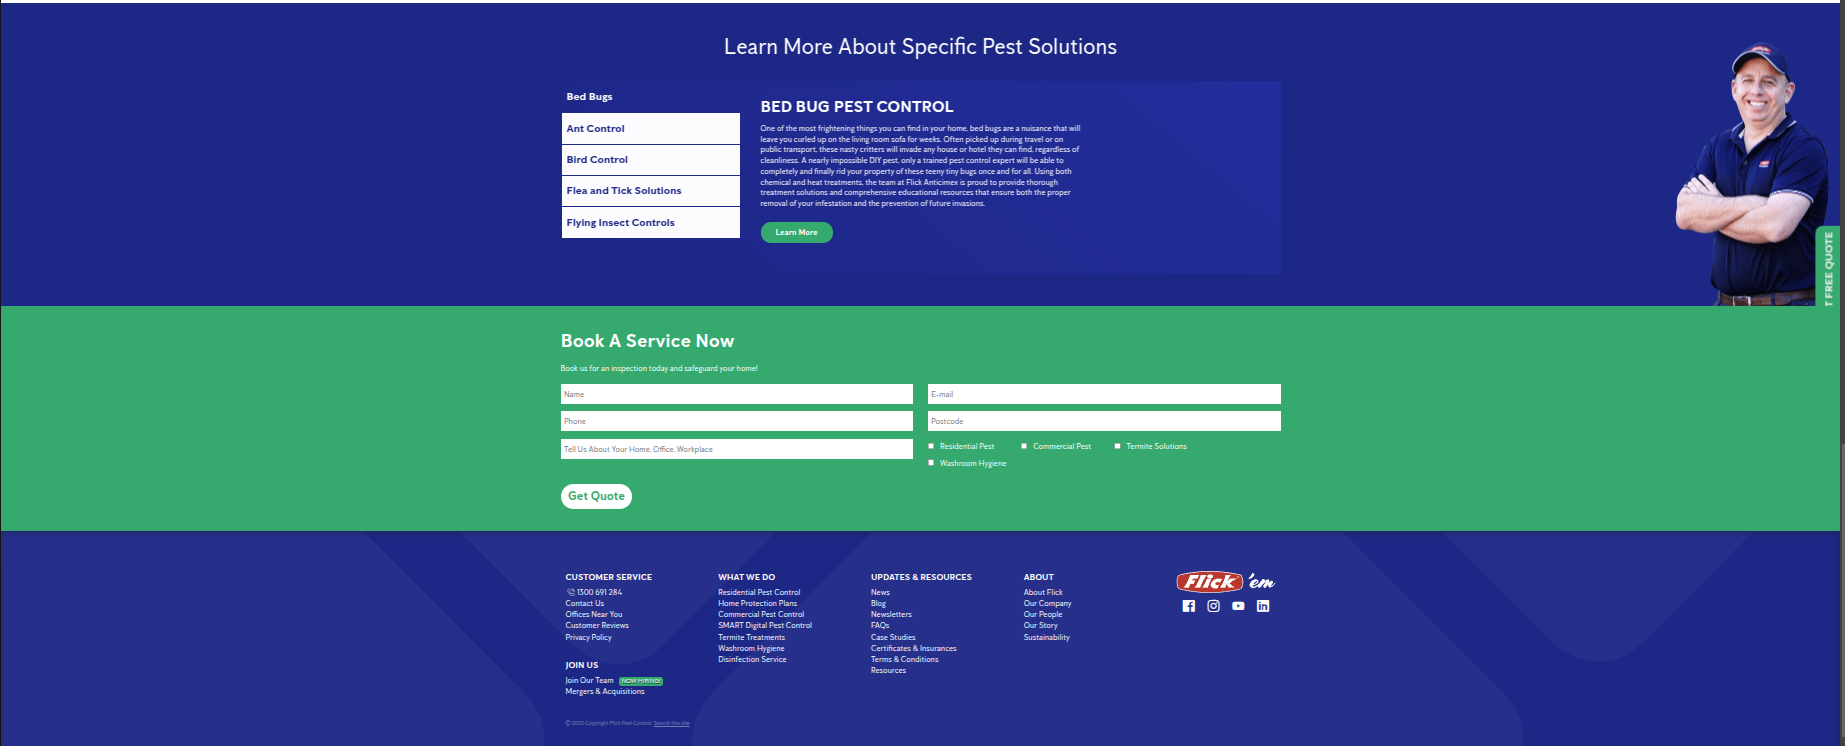 Learn More About Specific Pest Solutions
Bed Bugs
Ant Control
Bird Control
Flea and Tick Solutions
Flying Insect Controls
BED BUG PEST CONTROL
One of the most frightening things you can find in your home, bed bugs are a nuisance that will
leave you curled up on the living room sofa for weeks. Often picked up during travel or on
public transport, these nasty critters will invade any house or hotel they can find, regardless of
cleanliness. A nearly impossible DIY pest, only a trained pest control expert will be able to
completely and finally rid your property of these teeny tiny bugs once and for all. Using both
chemical and heat treatments, the team at Flick Anticimex is proud to provide thorough
treatment solutions and comprehensive educational resources that ensure both the proper
removal of your infestation and the prevention of future invasions.
Learn More
T FREE QUOTE
Book A Service Now
Book us for an inspection today and safeguard your home!
Name
E-mail
Phone
Postcode
Tell Us About Your Home, Office, Workplace
Residential Pest
Commercial Pest
Termite Solutions
Washroom Hygiene
Get Quote
CUSTOMER SERVICE
1300 691 284
Contact Us
Offices Near You
Customer Reviews
Privacy Policy
JOIN US
Join Our Team NOW HIRING!
Mergers & Acquisitions
WHAT WE DO
Residential Pest Control
Home Protection Plans
Commercial Pest Control
SMART Digital Pest Control
Termite Treatments
Washroom Hygiene
Disinfection Service
UPDATES & RESOURCES
News
Blog
Newsletters
FAQs
Case Studies
Certificates & Insurances
Terms & Conditions
Resources
ABOUT
About Flick
Our Company
Our People
Our Story
Sustainability
Flick 'em
© 2025 Copyright Flick Pest Control Search this site